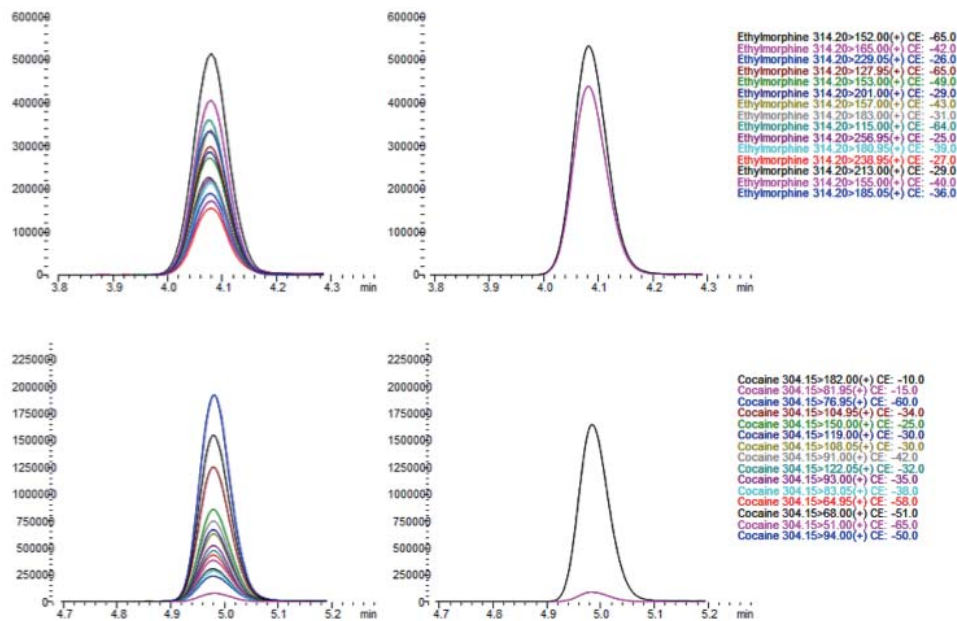 600000
500000
400000
300000
200000
100000
0
3.8 3.9 4.0 4.1 4.2 4.3 min
600000
500000
400000
300000
200000
100000
0
3.8 3.9 4.0 4.1 4.2 4.3 min
Ethylmorphine 314.20>152.00(+) CE: -65.0
Ethylmorphine 314.20>165.00(+) CE: -42.0
Ethylmorphine 314.20>229.05(+) CE: -26.0
Ethylmorphine 314.20>127.95(+) CE: -65.0
Ethylmorphine 314.20>153.00(+) CE: -49.0
Ethylmorphine 314.20>201.00(+) CE: -29.0
Ethylmorphine 314.20>157.00(+) CE: -43.0
Ethylmorphine 314.20>183.00(+) CE: -31.0
Ethylmorphine 314.20>115.00(+) CE: -64.0
Ethylmorphine 314.20>256.95(+) CE: -25.0
Ethylmorphine 314.20>180.95(+) CE: -39.0
Ethylmorphine 314.20>238.95(+) CE: -27.0
Ethylmorphine 314.20>213.00(+) CE: -29.0
Ethylmorphine 314.20>155.00(+) CE: -40.0
Ethylmorphine 314.20>185.05(+) CE: -36.0
2250000
2000000
1750000
1500000
1250000
1000000
750000
500000
250000
0
4.7 4.8 4.9 5.0 5.1 5.2 min
2250000
2000000
1750000
1500000
1250000
1000000
750000
500000
250000
0
4.7 4.8 4.9 5.0 5.1 5.2 min
Cocaine 304.15>182.00(+) CE: -10.0
Cocaine 304.15>81.95(+) CE: -15.0
Cocaine 304.15>76.95(+) CE: -60.0
Cocaine 304.15>104.95(+) CE: -34.0
Cocaine 304.15>150.00(+) CE: -25.0
Cocaine 304.15>119.00(+) CE: -30.0
Cocaine 304.15>108.05(+) CE: -30.0
Cocaine 304.15>91.00(+) CE: -42.0
Cocaine 304.15>122.05(+) CE: -32.0
Cocaine 304.15>93.00(+) CE: -35.0
Cocaine 304.15>83.05(+) CE: -38.0
Cocaine 304.15>64.95(+) CE: -58.0
Cocaine 304.15>68.00(+) CE: -51.0
Cocaine 304.15>51.00(+) CE: -65.0
Cocaine 304.15>94.00(+) CE: -50.0